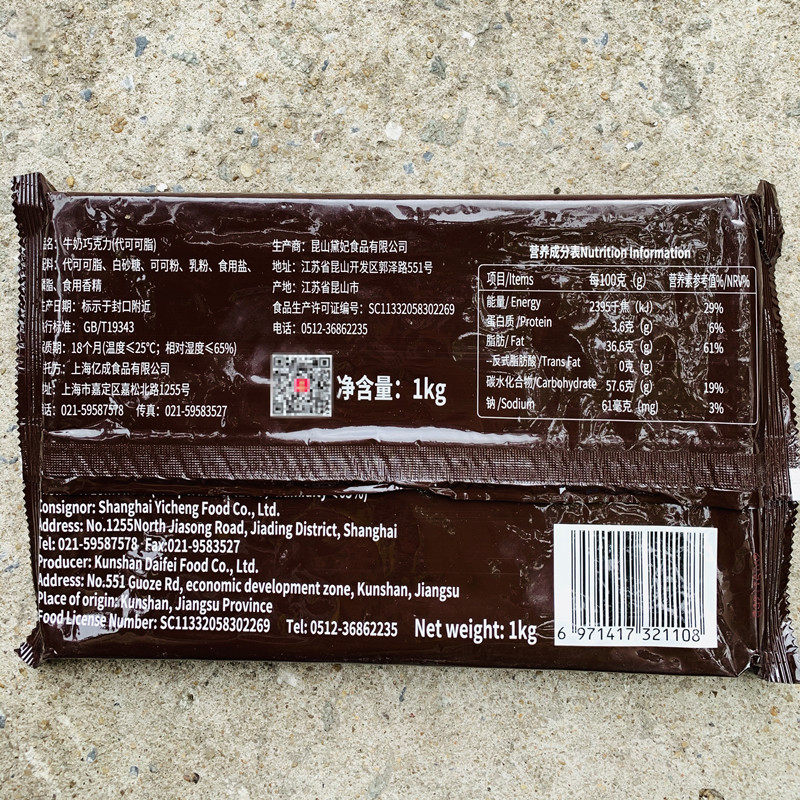 名：牛奶巧克力(代可可脂)
料：代可可脂、白砂糖、可可粉、乳粉、食用盐、
脂、食用香精
产日期：标示于封口附近
行标准：GB/T19343
质期：18个月(温度≤25℃；相对湿度≤65%)
托方：上海亿成食品有限公司
址：上海市嘉定区嘉松北路1255号
话：021-59587578 传真：021-59583527
生产商：昆山黛妃食品有限公司
地址：江苏省昆山开发区郭泽路551号
产地：江苏省昆山市
食品生产许可证编号：SC11332058302269
电话：0512-36862235
净含量：1kg
营养成分表Nutrition Information
项目/Items 每100克（g） 营养素参考值%/NRV%
能量/ Energy 2395千焦（kJ） 29%
蛋白质/Protein 3.6克（g） 6%
脂肪/ Fat 36.6克（g） 61%
-反式脂肪酸/Trans Fat 0克（g）
碳水化合物/Carbohydrate 57.6克（g） 19%
钠/Sodium 61毫克（mg） 3%
onsignor: Shanghai Yicheng Food Co., Ltd.
ddress: No.1255North Jiasong Road, Jiading District, Shanghai
Tel: 021-59587578 Fax:021-9583527
Producer: Kunshan Daifei Food Co., Ltd.
Address: No.551 Guoze Rd, economic development zone, Kunshan, Jiangsu
Place of origin: Kunshan, Jiangsu Province
Food License Number: SC11332058302269 Tel: 0512-36862235 Net weight: 1kg
6 971417 321108